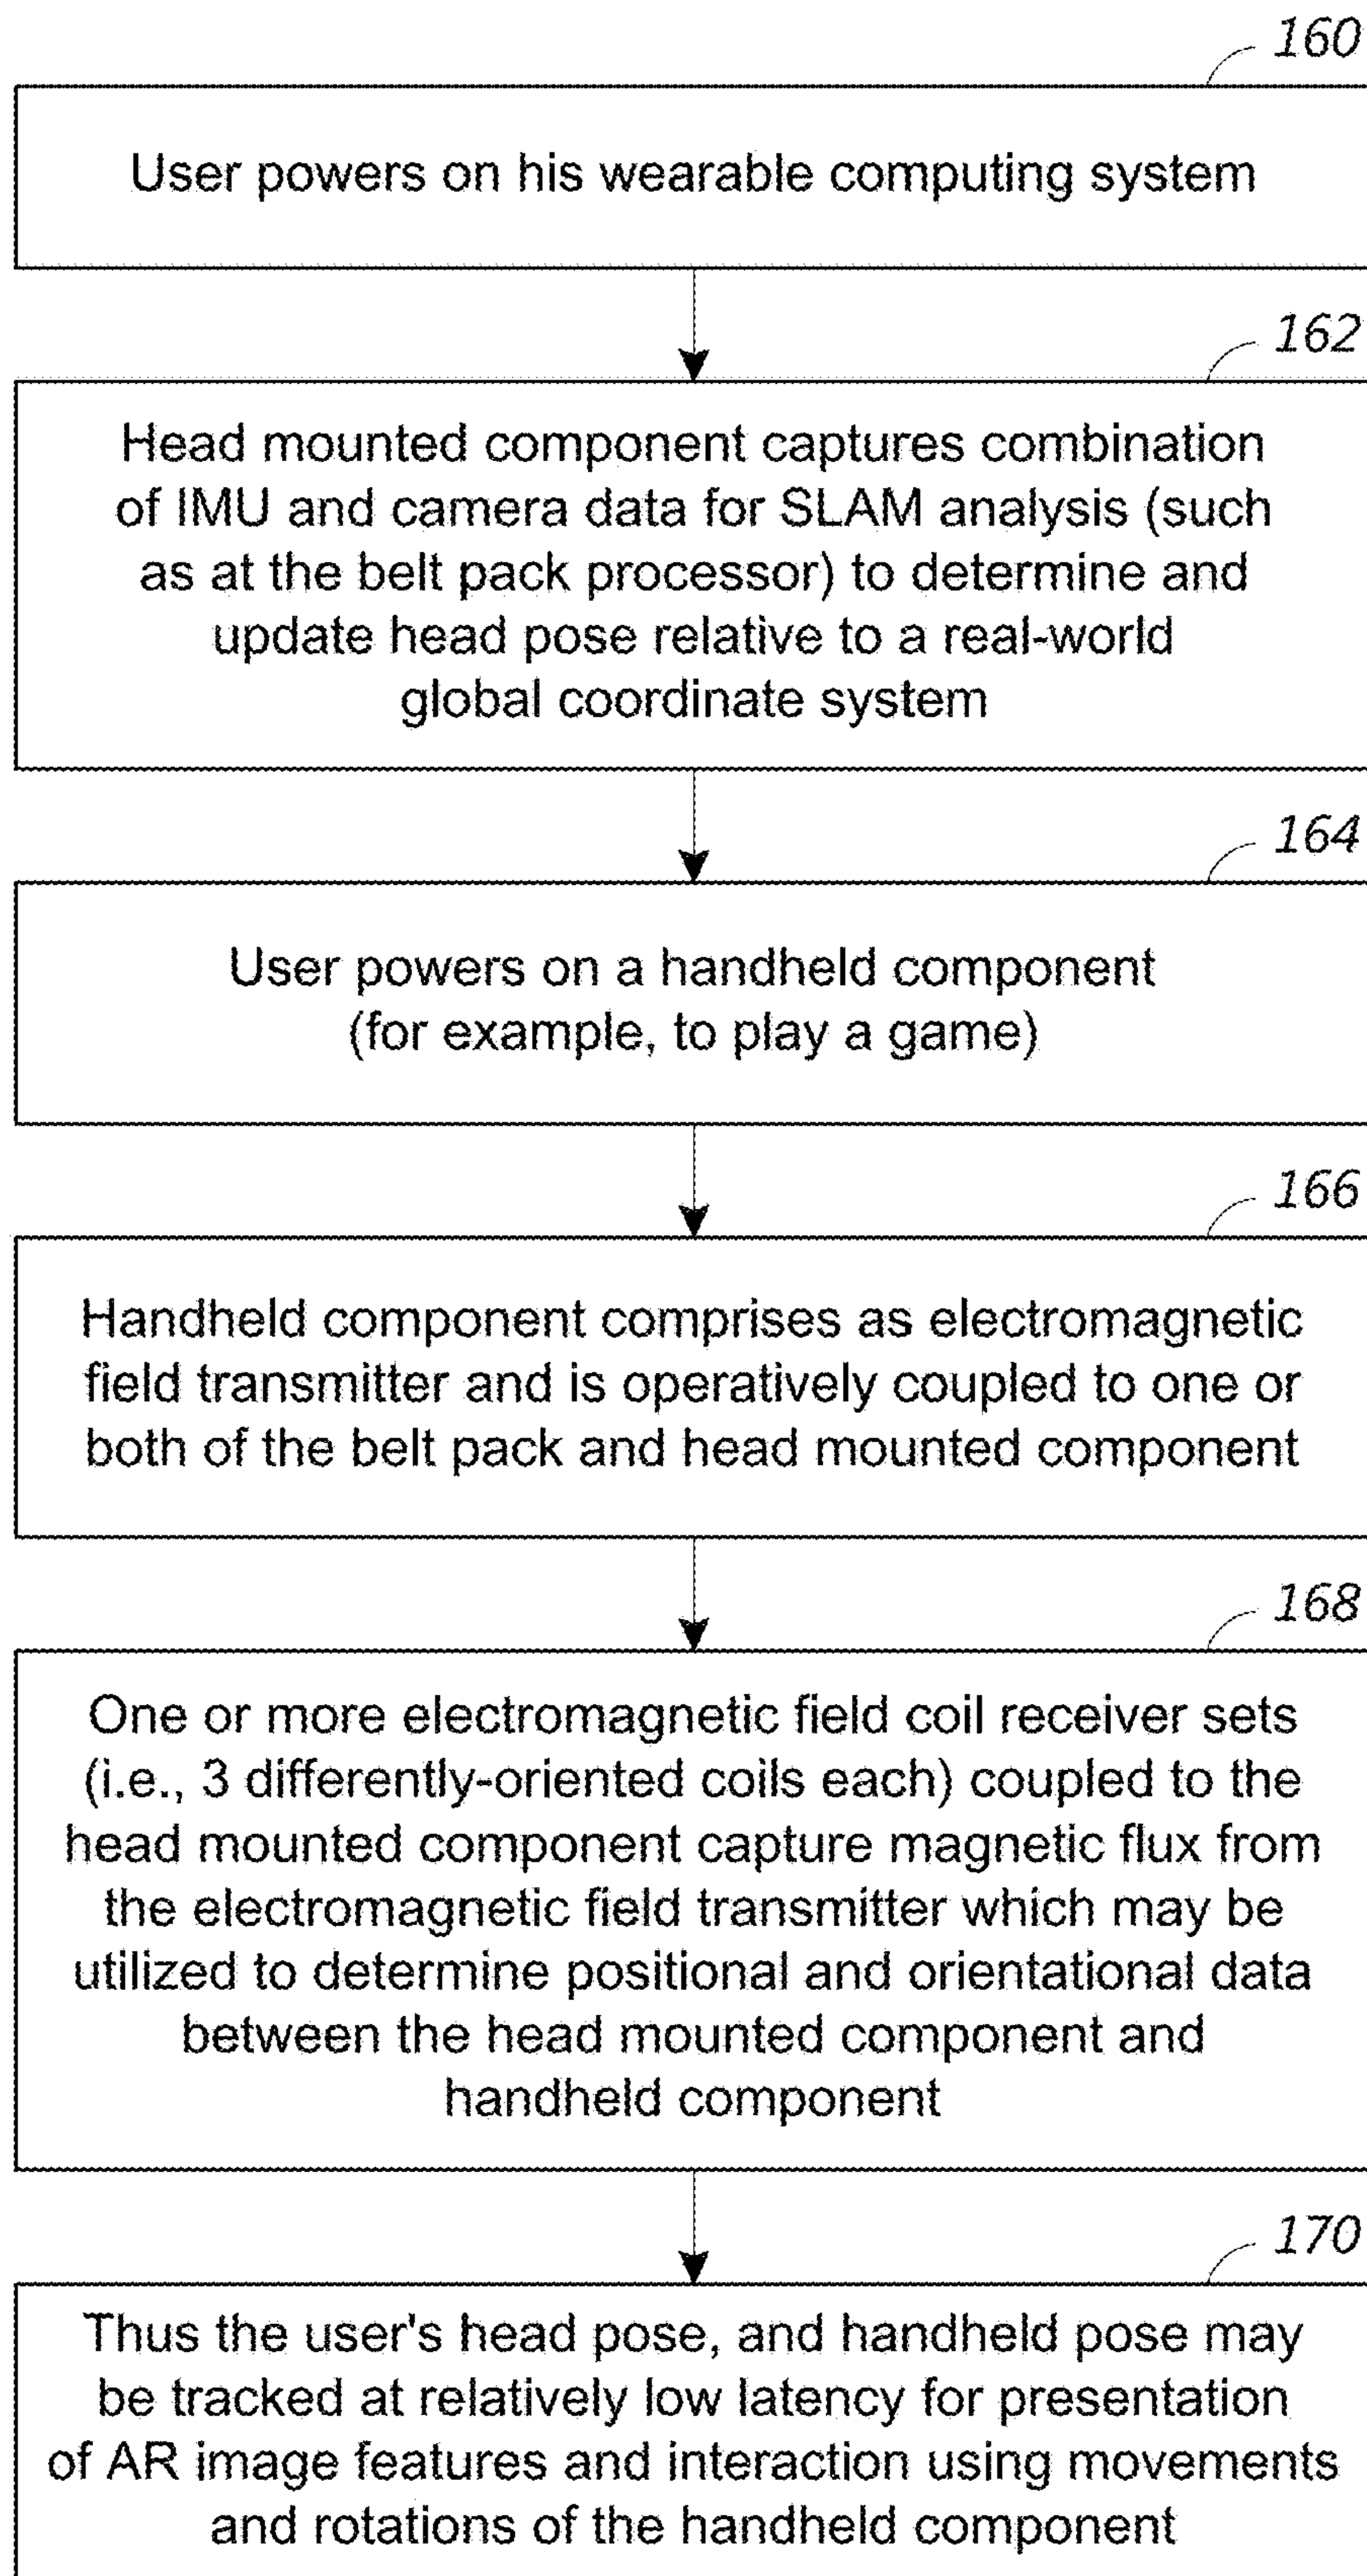 160
User powers on his wearable computing system
162
Head mounted component captures combination
of IMU and camera data for SLAM analysis (such
as at the belt pack processor) to determine and
update head pose relative to a real-world
global coordinate system
164
User powers on a handheld component
(for example, to play a game)
166
Handheld component comprises as electromagnetic
field transmitter and is operatively coupled to one or
both of the belt pack and head mounted component
168
One or more electromagnetic field coil receiver sets
(i.e., 3 differently-oriented coils each) coupled to the
head mounted component capture magnetic flux from
the electromagnetic field transmitter which may be
utilized to determine positional and orientational data
between the head mounted component and
handheld component
170
Thus the user's head pose, and handheld pose may
be tracked at relatively low latency for presentation
of AR image features and interaction using movements
and rotations of the handheld component